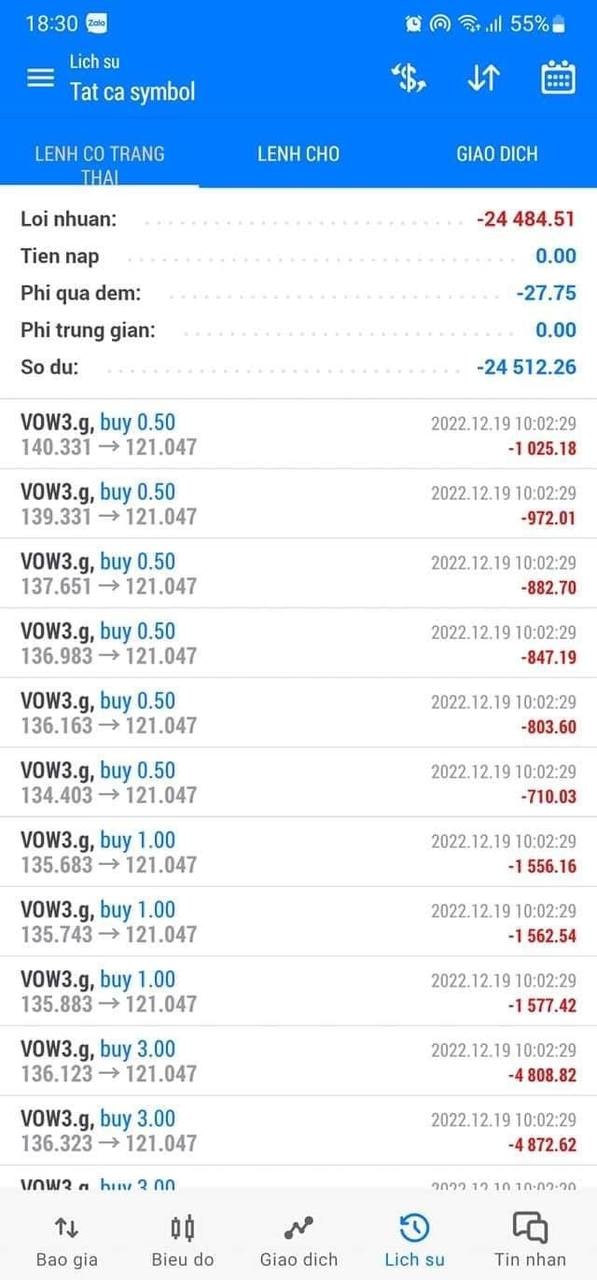 18:30 Zalo 55%
Lich su
Tat ca symbol
LENH CO TRANG THAI
LENH CHO
GIAO DICH
Loi nhuan: -24 484.51
Tien nap 0.00
Phi qua dem: -27.75
Phi trung gian: 0.00
So du: -24 512.26
VOW3.g, buy 0.50 2022.12.19 10:02:29
140.331 → 121.047 -1 025.18
VOW3.g, buy 0.50 2022.12.19 10:02:29
139.331 → 121.047 -972.01
VOW3.g, buy 0.50 2022.12.19 10:02:29
137.651 → 121.047 -882.70
VOW3.g, buy 0.50 2022.12.19 10:02:29
136.983 → 121.047 -847.19
VOW3.g, buy 0.50 2022.12.19 10:02:29
136.163 → 121.047 -803.60
VOW3.g, buy 0.50 2022.12.19 10:02:29
134.403 → 121.047 -710.03
VOW3.g, buy 1.00 2022.12.19 10:02:29
135.683 → 121.047 -1 556.16
VOW3.g, buy 1.00 2022.12.19 10:02:29
135.743 → 121.047 -1 562.54
VOW3.g, buy 1.00 2022.12.19 10:02:29
135.883 → 121.047 -1 577.42
VOW3.g, buy 3.00 2022.12.19 10:02:29
136.123 → 121.047 -4 808.82
VOW3.g, buy 3.00 2022.12.19 10:02:29
136.323 → 121.047 -4 872.62
VOW3.g, buy 3.00 2022.12.19 10:02:29
Bao gia
Bieu do
Giao dich
Lich su
Tin nhan